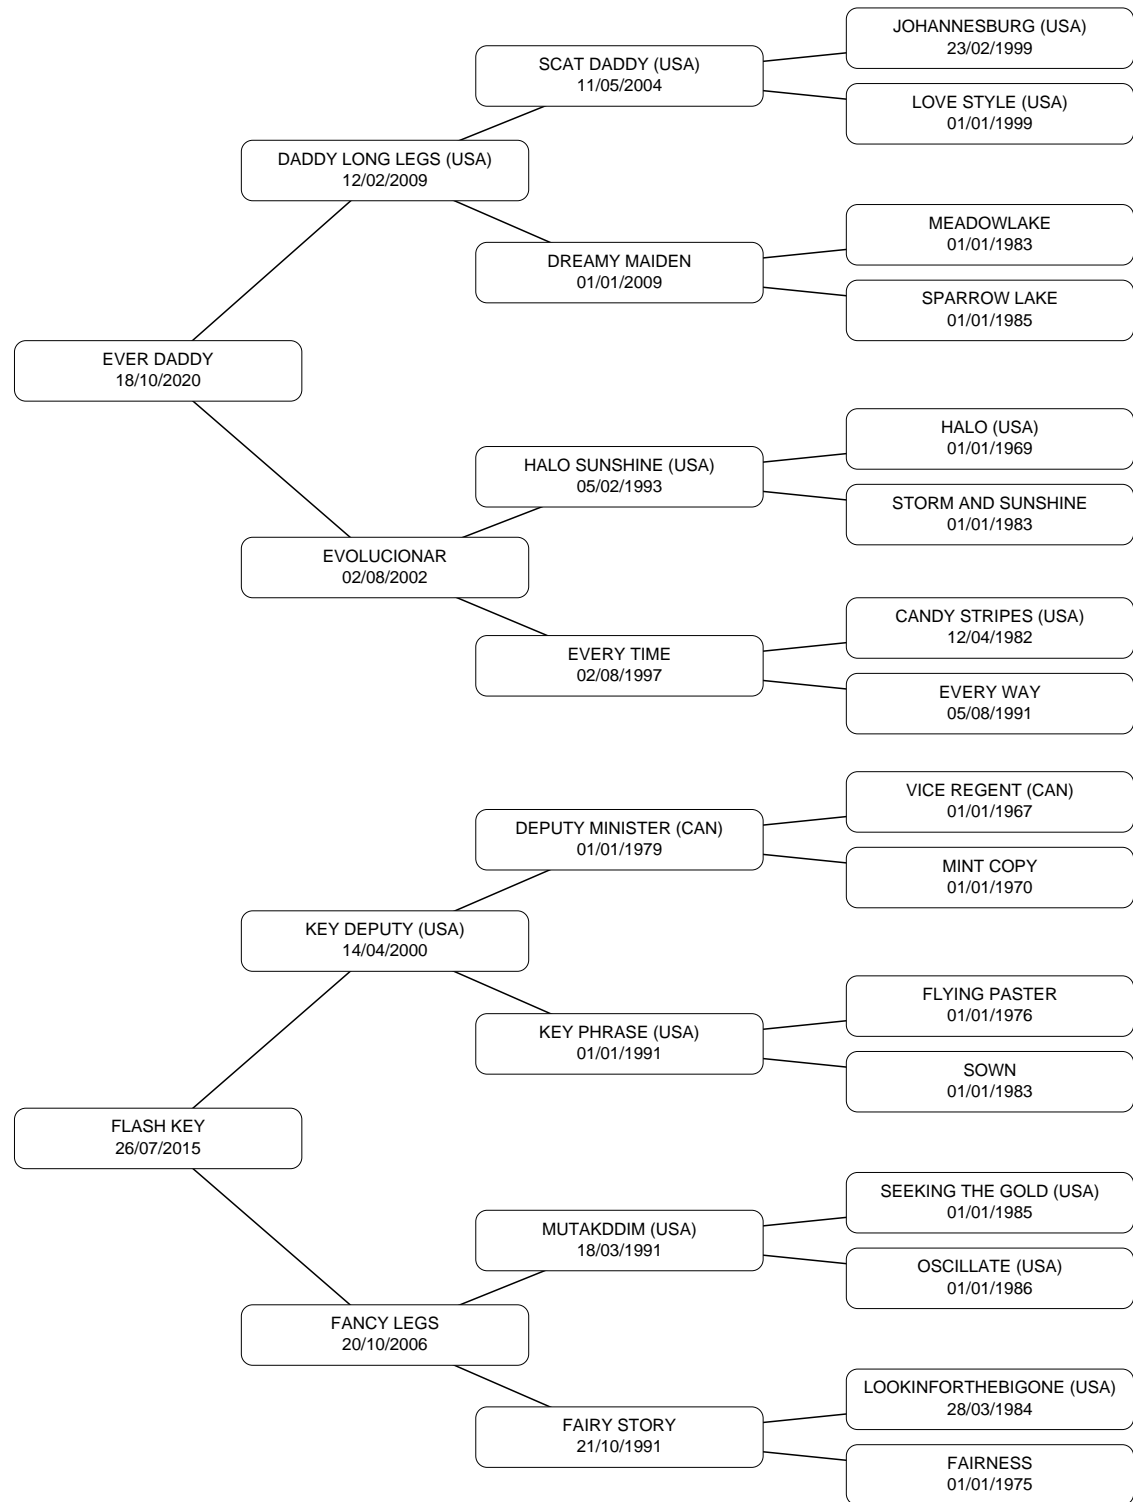 JOHANNESBURG (USA)
23/02/1999
SCAT DADDY (USA)
11/05/2004
LOVE STYLE (USA)
01/01/1999
DADDY LONG LEGS (USA)
12/02/2009
MEADOWLAKE
01/01/1983
DREAMY MAIDEN
01/01/2009
SPARROW LAKE
01/01/1985
EVER DADDY
18/10/2020
HALO (USA)
01/01/1969
HALO SUNSHINE (USA)
05/02/1993
STORM AND SUNSHINE
01/01/1983
EVOLUCIONAR
02/08/2002
CANDY STRIPES (USA)
12/04/1982
EVERY TIME
02/08/1997
EVERY WAY
05/08/1991
VICE REGENT (CAN)
01/01/1967
DEPUTY MINISTER (CAN)
01/01/1979
MINT COPY
01/01/1970
KEY DEPUTY (USA)
14/04/2000
FLYING PASTER
01/01/1976
KEY PHRASE (USA)
01/01/1991
SOWN
01/01/1983
FLASH KEY
26/07/2015
SEEKING THE GOLD (USA)
01/01/1985
MUTAKDDIM (USA)
18/03/1991
OSCILLATE (USA)
01/01/1986
FANCY LEGS
20/10/2006
LOOKINFORTHEBIGONE (USA)
28/03/1984
FAIRY STORY
21/10/1991
FAIRNESS
01/01/1975